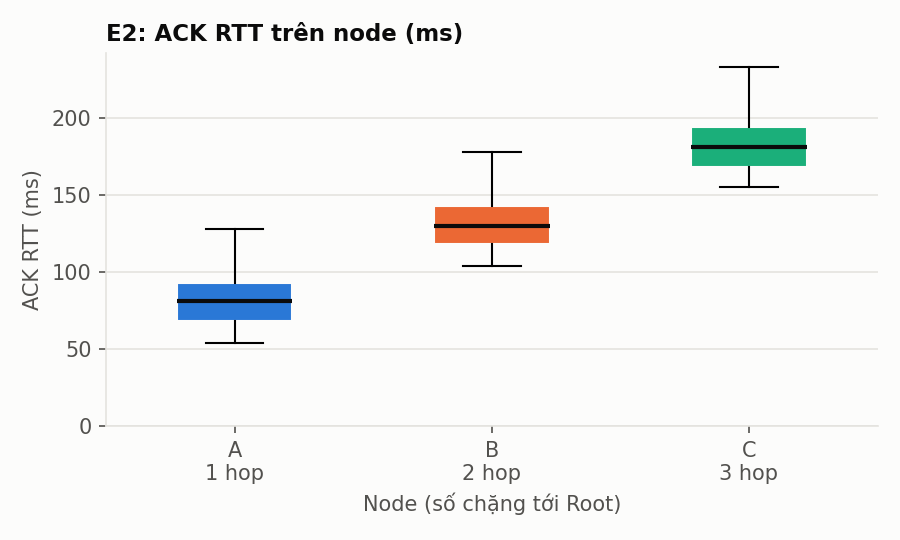 E2: ACK RTT trên node (ms)
ACK RTT (ms)
200
150
100
50
0
A
1 hop
B
2 hop
C
3 hop
Node (số chặng tới Root)